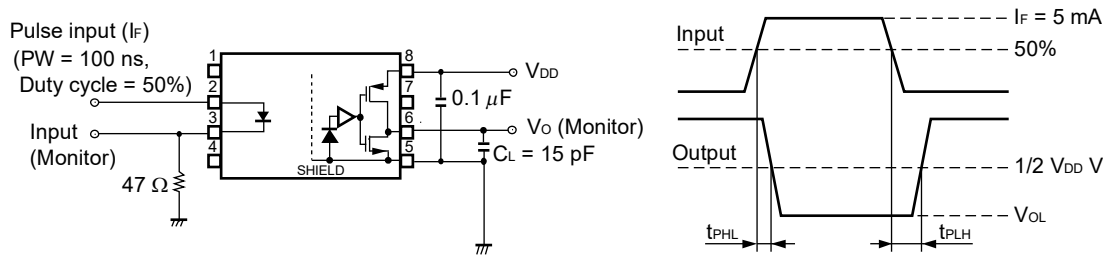 Pulse input (IF)
(PW = 100 ns,
Duty cycle = 50%)
Input
(Monitor)
47 Ω
1
2
3
4
SHIELD
8
7
6
5
VDD
0.1 μF
VO (Monitor)
CL = 15 pF
Input
IF = 5 mA
50%
Output
1/2 VDD V
VOL
tPHL
tPLH